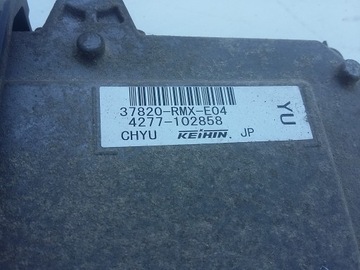 37820-RMX-E04
4277-102858
CHYU KEIHIN. JP
YU